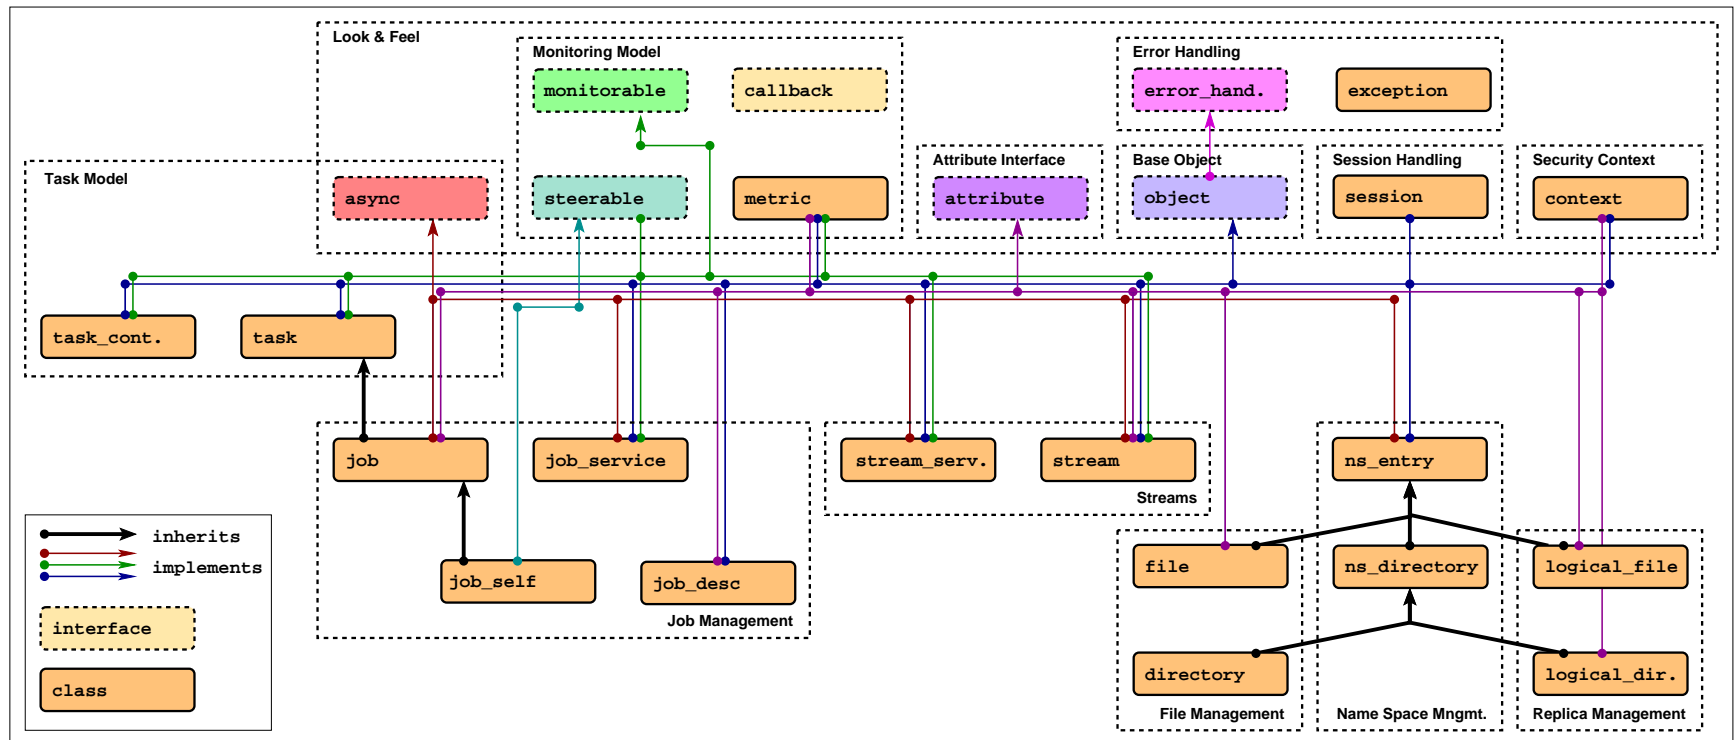 Look & Feel
Monitoring Model
Error Handling
monitorable
callback
error_hand.
exception
Task Model
Attribute Interface
Base Object
Session Handling
Security Context
async
steerable
metric
attribute
object
session
context
task_cont.
task
job
job_service
stream_serv.
stream
ns_entry
Streams
inherits
implements
job_self
job_desc
file
ns_directory
logical_file
interface
Job Management
class
directory
logical_dir.
File Management
Name Space Mngmt.
Replica Management